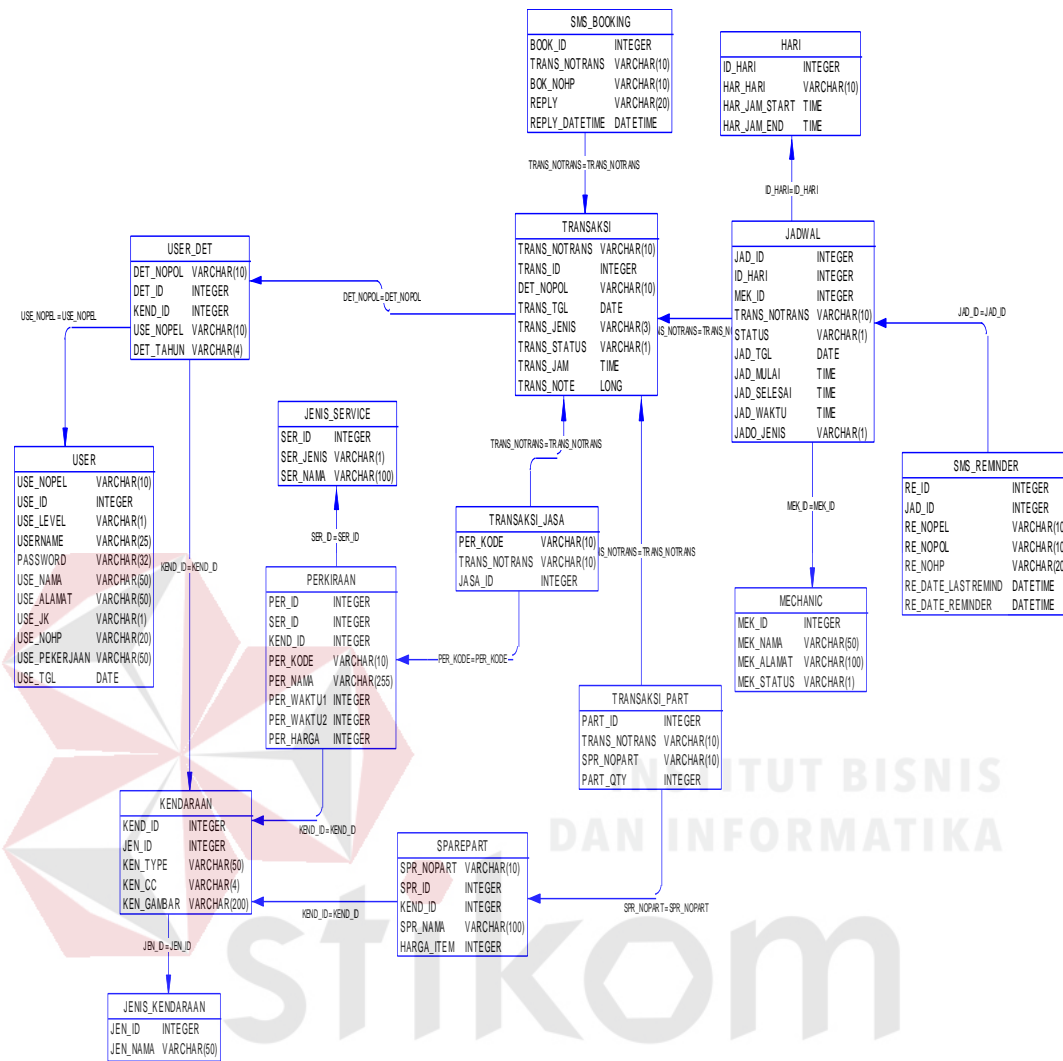 SMS_BOOKING
BOOK_ID INTEGER
TRANS_NOTRANS VARCHAR(10)
BOK_NOHP VARCHAR(10)
REPLY VARCHAR(20)
REPLY_DATETIME DATETIME
HARI
ID_HARI INTEGER
HAR_HARI VARCHAR(10)
HAR_JAM_START TIME
HAR_JAM_END TIME
TRANS_NOTRANS=TRANS_NOTRANS
ID_HARI=ID_HARI
TRANSAKSI
TRANS_NOTRANS VARCHAR(10)
TRANS_ID INTEGER
DET_NOPOL VARCHAR(10)
TRANS_TGL DATE
TRANS_JENIS VARCHAR(3)
TRANS_STATUS VARCHAR(1)
TRANS_JAM TIME
TRANS_NOTE LONG
JADWAL
JAD_ID INTEGER
ID_HARI INTEGER
MEK_ID INTEGER
TRANS_NOTRANS VARCHAR(10)
STATUS VARCHAR(1)
JAD_TGL DATE
JAD_MULAI TIME
JAD_SELESAI TIME
JAD_WAKTU TIME
JADO_JENIS VARCHAR(1)
USER_DET
DET_NOPOL VARCHAR(10)
DET_ID INTEGER
KEND_ID INTEGER
USE_NOPEL VARCHAR(10)
DET_TAHUN VARCHAR(4)
DET_NOPOL=DET_NOPOL
USE_NOPEL=USE_NOPEL
NS_NOTRANS=TRANS_NO
JAD_ID=JAD_ID
JENIS_SERVICE
SER_ID INTEGER
SER_JENIS VARCHAR(1)
SER_NAMA VARCHAR(100)
TRANS_NOTRANS=TRANS_NOTRANS
USER
USE_NOPEL VARCHAR(10)
USE_ID INTEGER
USE_LEVEL VARCHAR(1)
USERNAME VARCHAR(25)
PASSWORD VARCHAR(32)
USE_NAMA VARCHAR(50)
USE_ALAMAT VARCHAR(50)
USE_JK VARCHAR(1)
USE_NOHP VARCHAR(20)
USE_PEKERJAAN VARCHAR(50)
USE_TGL DATE
SMS_REMINDER
RE_ID INTEGER
JAD_ID INTEGER
RE_NOPEL VARCHAR(10
RE_NOPOL VARCHAR(10
RE_NOHP VARCHAR(20
RE_DATE_LASTREMIND DATETIME
RE_DATE_REMINDER DATETIME
MEK_ID=MEK_ID
TRANSAKSI_JASA
PER_KODE VARCHAR(10)
TRANS_NOTRANS VARCHAR(10)
JASA_ID INTEGER
SER_ID=SER_ID
NS_NOTRANS=TRANS_NOTRANS
KEND_ID=KEND_ID
PERKIRAAN
PER_ID INTEGER
SER_ID INTEGER
KEND_ID INTEGER
PER_KODE VARCHAR(10)
PER_NAMA VARCHAR(255)
PER_WAKTU1 INTEGER
PER_WAKTU2 INTEGER
PER_HARGA INTEGER
MECHANIC
MEK_ID INTEGER
MEK_NAMA VARCHAR(50)
MEK_ALAMAT VARCHAR(100)
MEK_STATUS VARCHAR(1)
PER_KODE=PER_KODE
TRANSAKSI_PART
PART_ID INTEGER
TRANS_NOTRANS VARCHAR(10)
SPR_NOPART VARCHAR(10)
PART_QTY INTEGER
KENDARAAN
KEND_ID INTEGER
JEN_ID INTEGER
KEN_TYPE VARCHAR(50)
KEN_CC VARCHAR(4)
KEN_GAMBAR VARCHAR(200)
KEND_ID=KEND_ID
SPAREPART
SPR_NOPART VARCHAR(10)
SPR_ID INTEGER
KEND_ID INTEGER
SPR_NAMA VARCHAR(100)
HARGA_ITEM INTEGER
KEND_ID=KEND_ID
SPR_NOPART=SPR_NOPART
JEN_ID=JEN_ID
JENIS_KENDARAAN
JEN_ID INTEGER
JEN_NAMA VARCHAR(50)
INSTITUT BISNIS
DAN INFORMATIKA
stikom